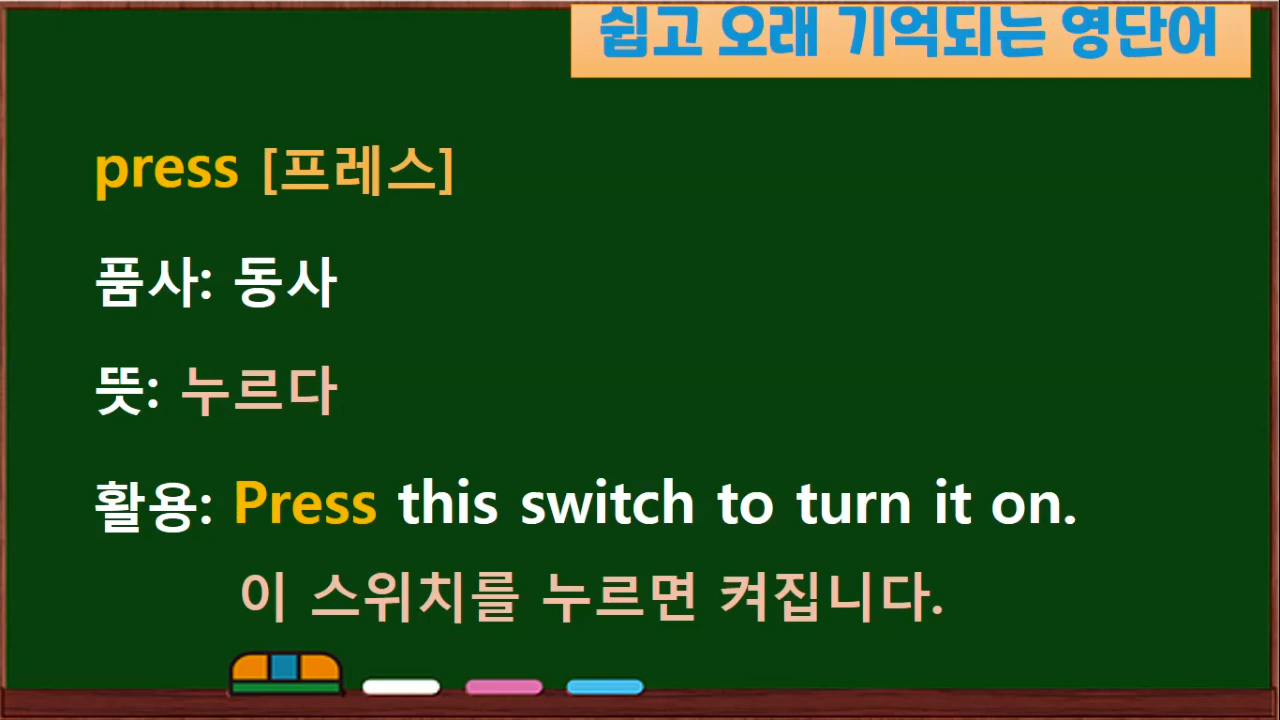 쉽고 오래 기억되는 영단어
press [프레스]
품사: 동사
뜻: 누르다
활용: Press this switch to turn it on.
이 스위치를 누르면 켜집니다.